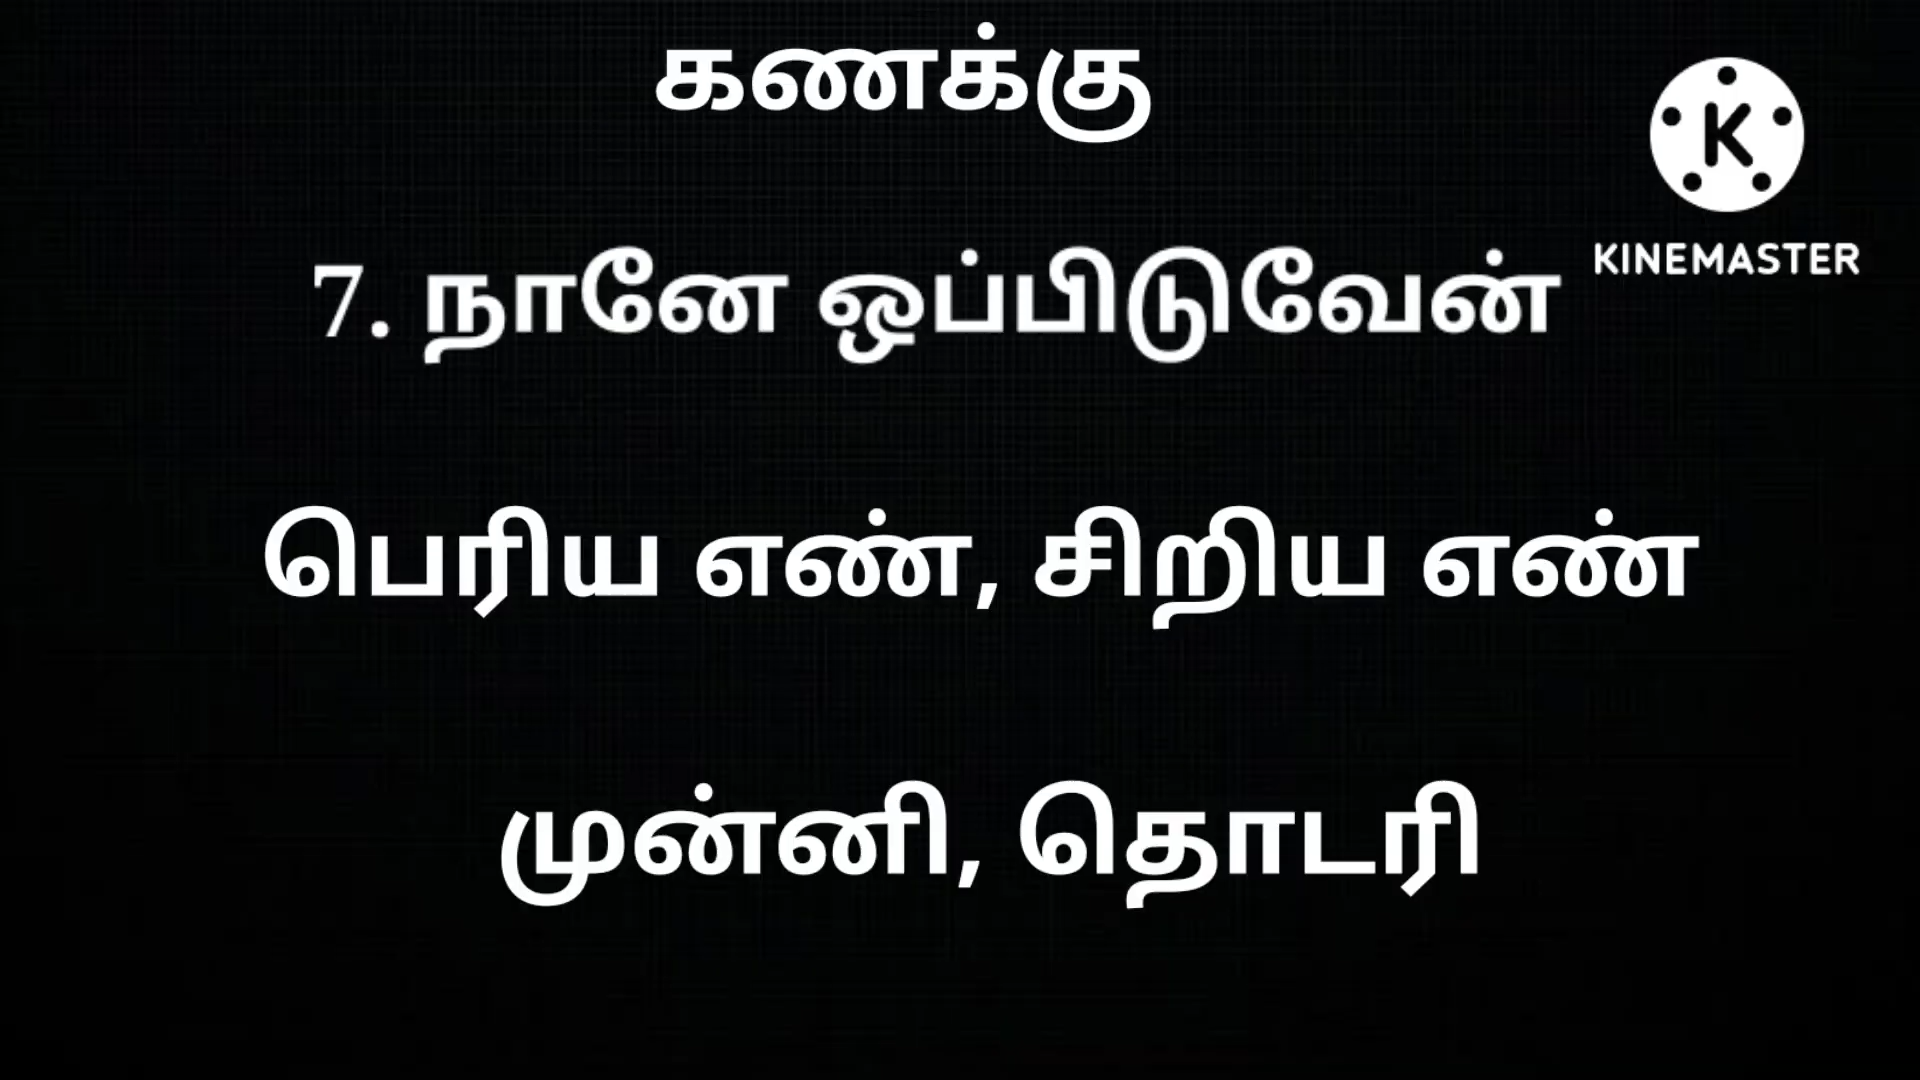 கணக்கு
7. நானே ஒப்பிடுவேன்
பெரிய எண், சிறிய எண்
முன்னி, தொடரி
K
KINEMASTER